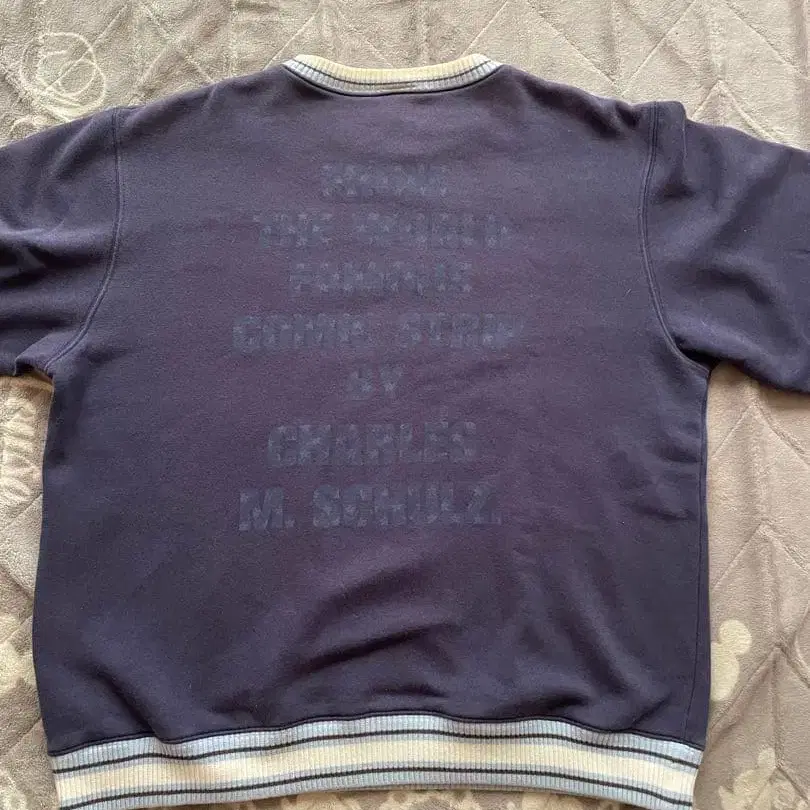 FROM
THE WORLD
FAMOUS
COMIC STRIP
BY
CHARLES
M. SCHULZ.